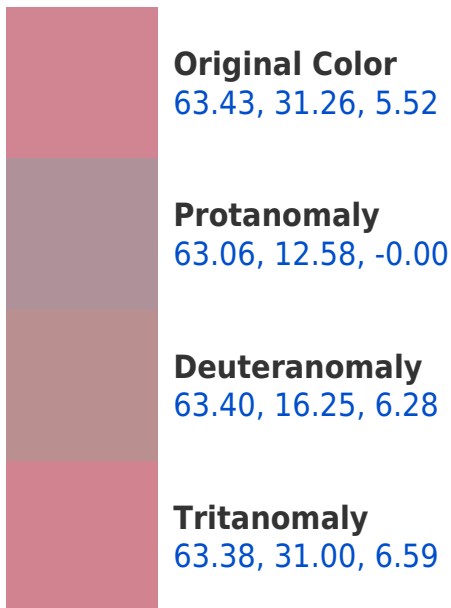 Original Color
63.43, 31.26, 5.52
Protanomaly
63.06, 12.58, -0.00
Deuteranomaly
63.40, 16.25, 6.28
Tritanomaly
63.38, 31.00, 6.59